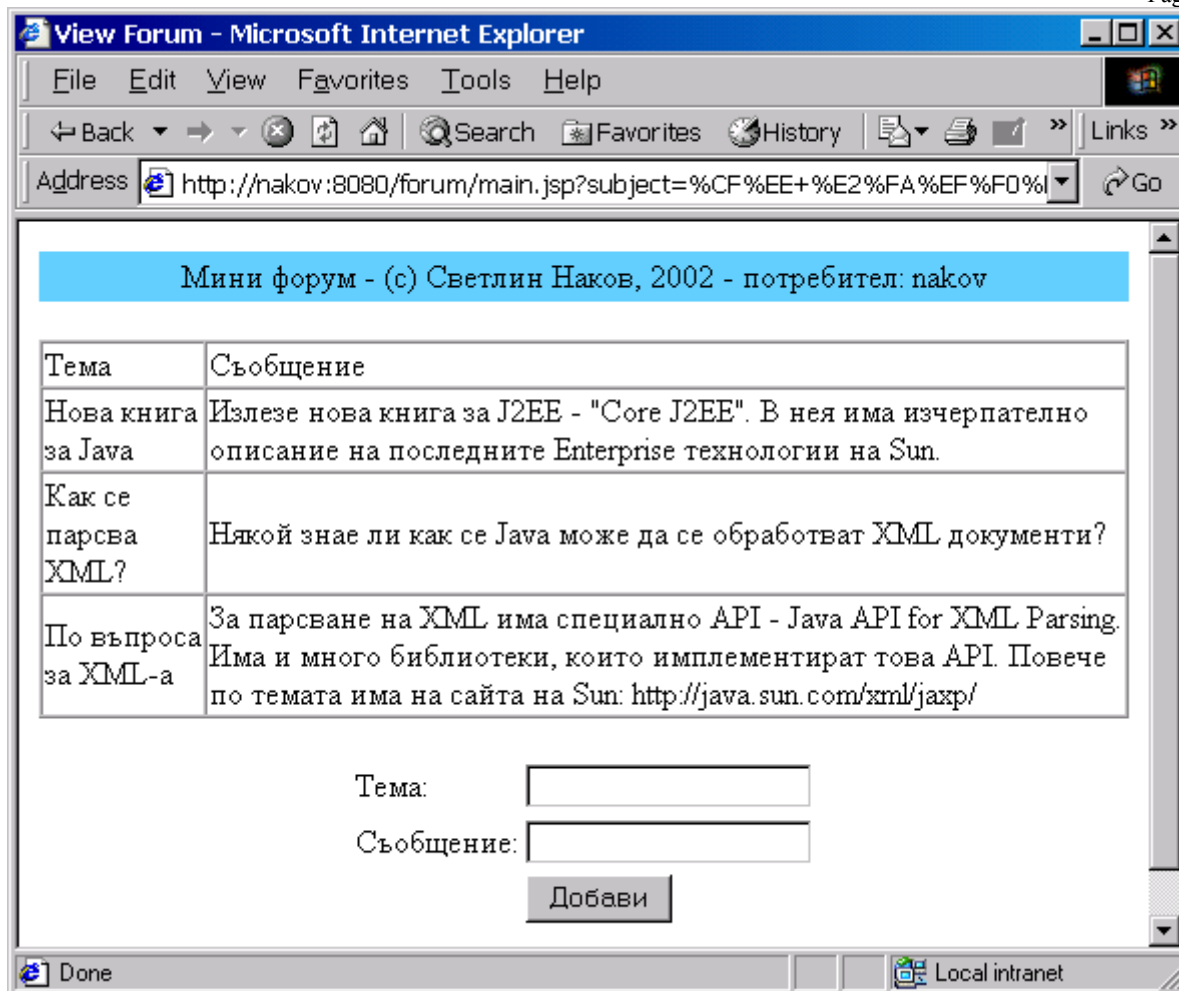 Pag
View Forum - Microsoft Internet Explorer
File Edit View Favorites Tools Help
Back Search Favorites History » Links »
Address http://nakov:8080/forum/main.jsp?subject=%CF%EE+%E2%FA%EF%F0% Go
Мини форум - (c) Светлин Наков, 2002 - потребител: nakov
Тема Съобщение
Нова книга за Java
Излезе нова книга за J2EE - "Core J2EE". В нея има изчерпателно
описание на последните Enterprise технологии на Sun.
Как се
парсва
XML?
Някой знае ли как се Java може да се обработват XML документи?
По въпроса
за XML-а
За парсване на XML има специално API - Java API for XML Parsing.
Има и много библиотеки, които имплементират това API. Повече
по темата има на сайта на Sun: http://java.sun.com/xml/jaxp/
Тема:
Съобщение:
Добави
Done Local intranet